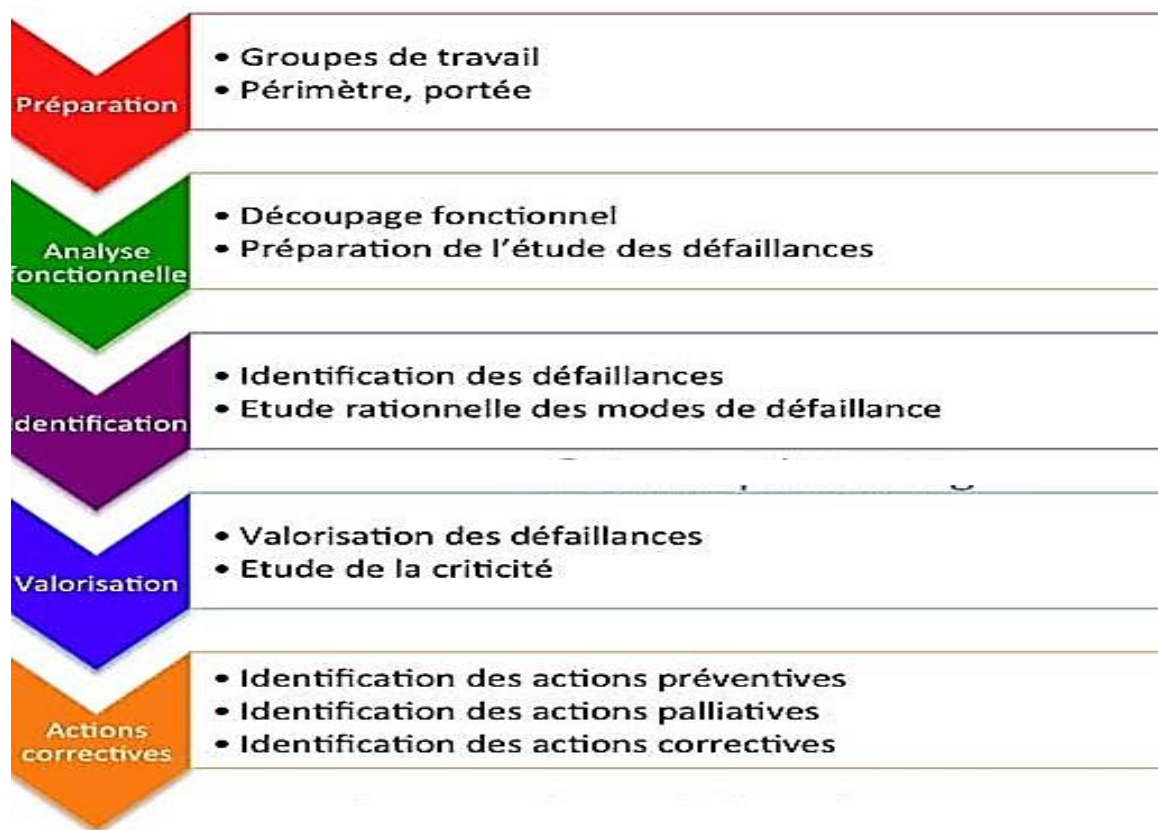 Préparation
• Groupes de travail
• Périmètre, portée
Analyse
fonctionnelle
• Découpage fonctionnel
• Préparation de l'étude des défaillances
dentification
• Identification des défaillances
• Etude rationnelle des modes de défaillance
Valorisation
• Valorisation des défaillances
• Etude de la criticité
Actions
correctives
• Identification des actions préventives
• Identification des actions palliatives
• Identification des actions correctives